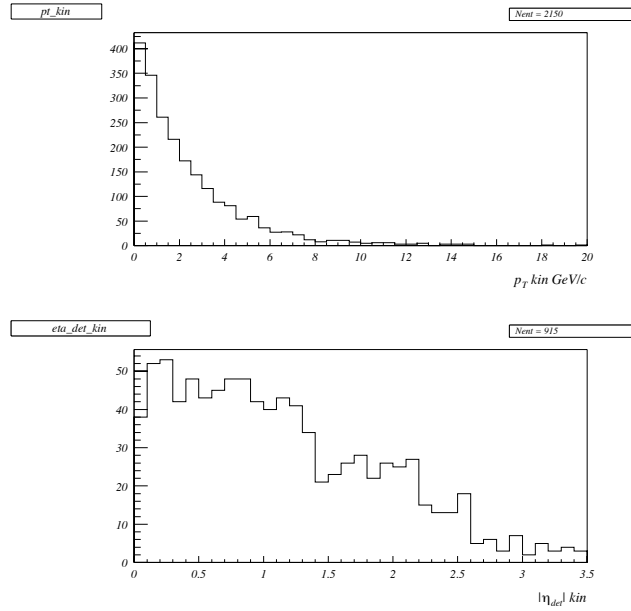 pt_kin
Nent = 2150
400
350
300
250
200
150
100
50
0
0 2 4 6 8 10 12 14 16 18 20
p_T kin GeV/c
eta_det_kin
Nent = 915
50
40
30
20
10
0
0 0.5 1 1.5 2 2.5 3 3.5
|η_det| kin